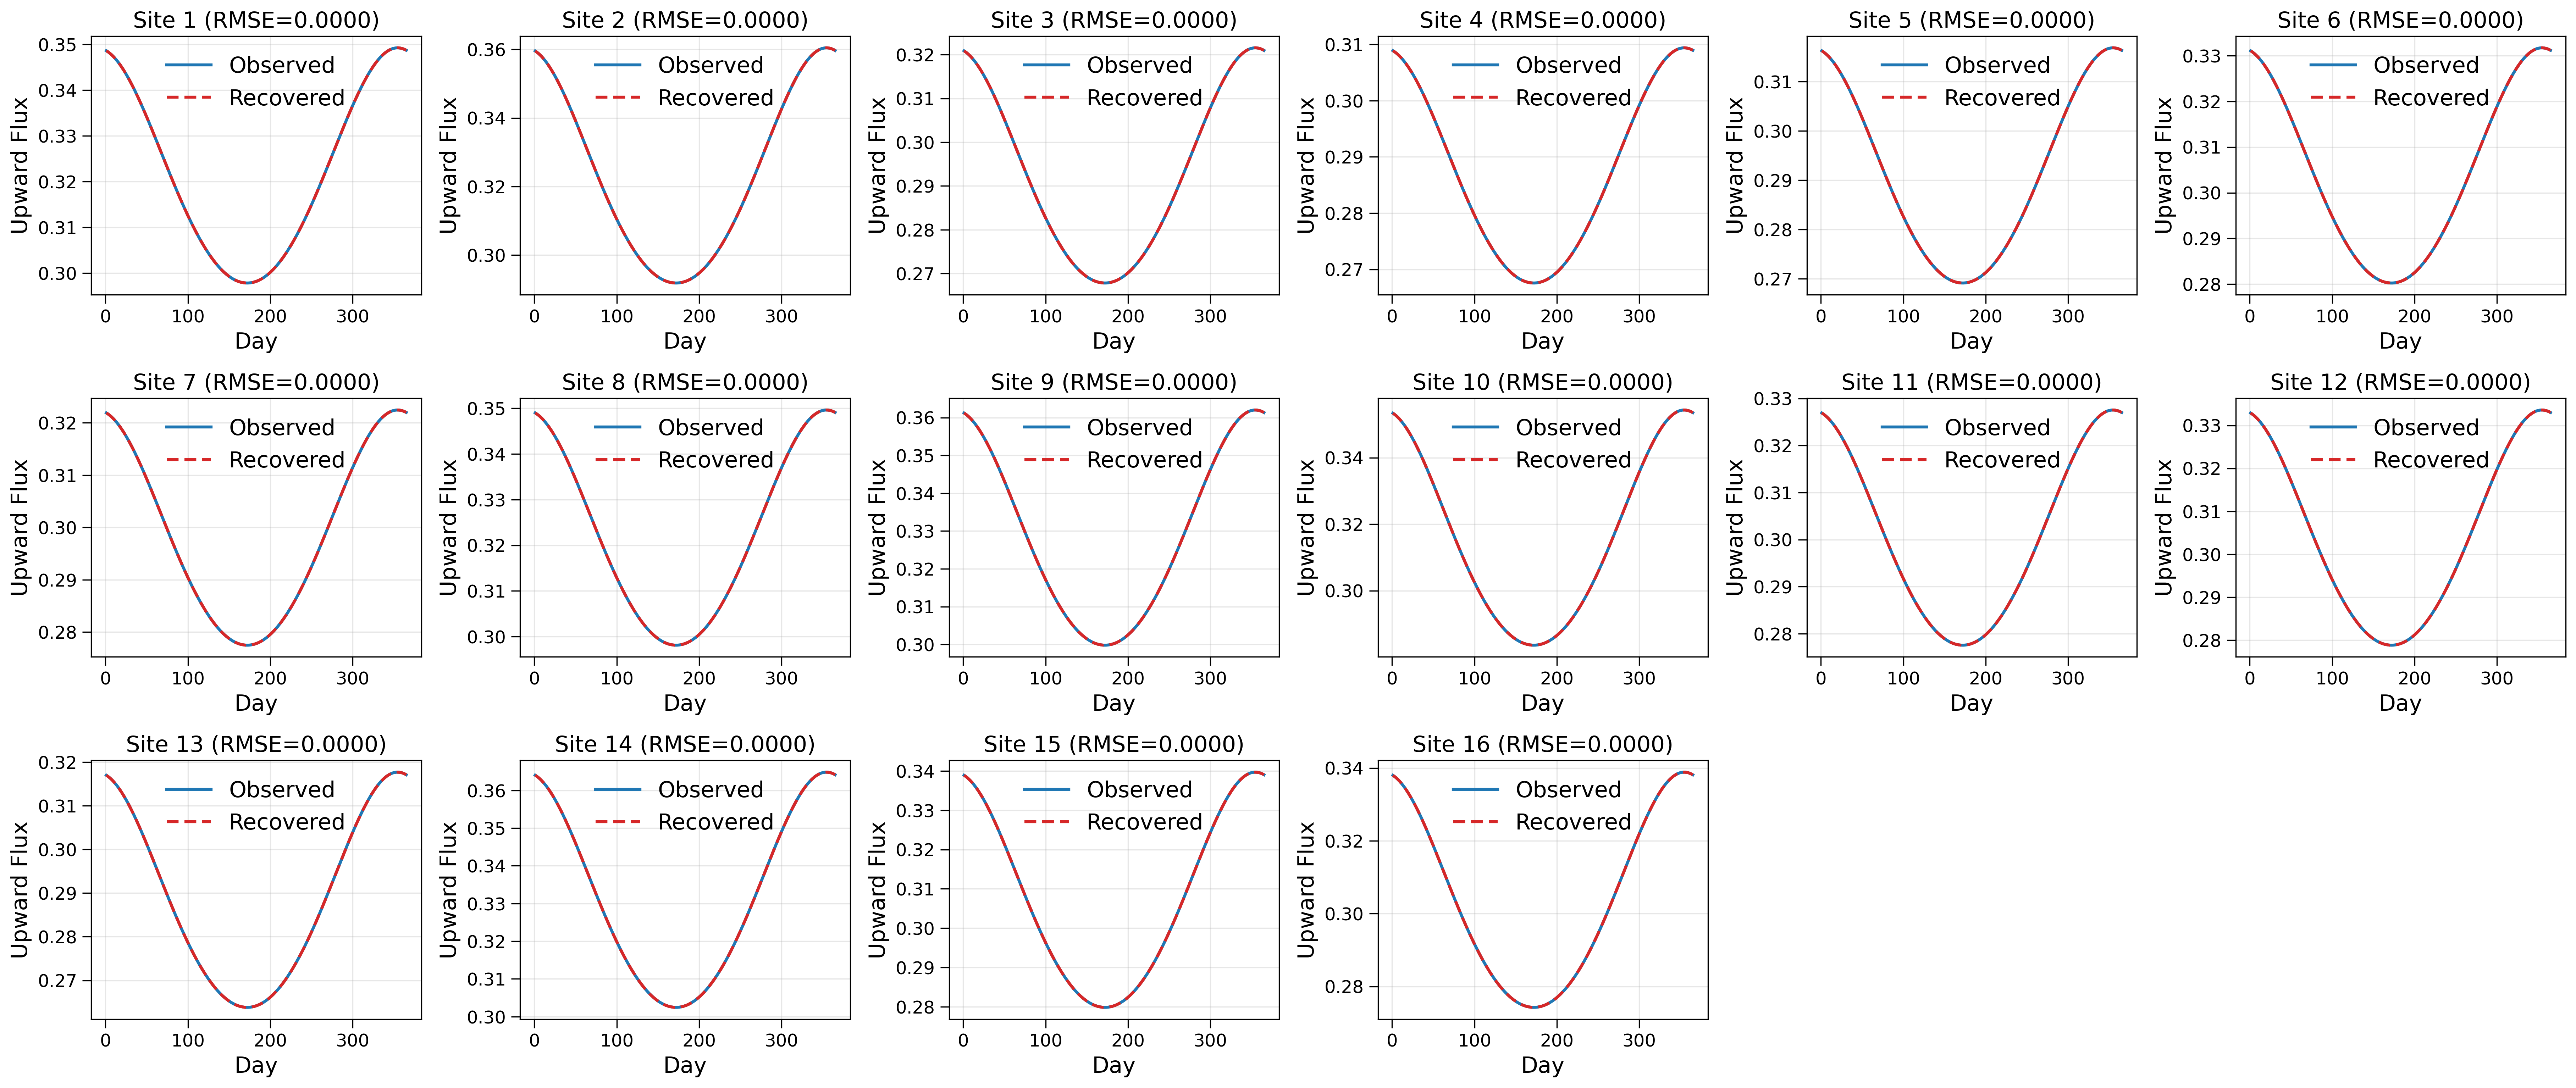 Site 1 (RMSE=0.0000)
Upward Flux
0.35
0.34
0.33
0.32
0.31
0.30
Observed
Recovered
0 100 200 300
Day
Site 2 (RMSE=0.0000)
Upward Flux
0.36
0.34
0.32
0.30
Observed
Recovered
0 100 200 300
Day
Site 3 (RMSE=0.0000)
Upward Flux
0.32
0.31
0.30
0.29
0.28
0.27
Observed
Recovered
0 100 200 300
Day
Site 4 (RMSE=0.0000)
Upward Flux
0.31
0.30
0.29
0.28
0.27
Observed
Recovered
0 100 200 300
Day
Site 5 (RMSE=0.0000)
Upward Flux
0.31
0.30
0.29
0.28
0.27
Observed
Recovered
0 100 200 300
Day
Site 6 (RMSE=0.0000)
Upward Flux
0.33
0.32
0.31
0.30
0.29
0.28
Observed
Recovered
0 100 200 300
Day
Site 7 (RMSE=0.0000)
Upward Flux
0.32
0.31
0.30
0.29
0.28
Observed
Recovered
0 100 200 300
Day
Site 8 (RMSE=0.0000)
Upward Flux
0.35
0.34
0.33
0.32
0.31
0.30
Observed
Recovered
0 100 200 300
Day
Site 9 (RMSE=0.0000)
Upward Flux
0.36
0.35
0.34
0.33
0.32
0.31
0.30
Observed
Recovered
0 100 200 300
Day
Site 10 (RMSE=0.0000)
Upward Flux
0.34
0.32
0.30
Observed
Recovered
0 100 200 300
Day
Site 11 (RMSE=0.0000)
Upward Flux
0.33
0.32
0.31
0.30
0.29
0.28
Observed
Recovered
0 100 200 300
Day
Site 12 (RMSE=0.0000)
Upward Flux
0.33
0.32
0.31
0.30
0.29
0.28
Observed
Recovered
0 100 200 300
Day
Site 13 (RMSE=0.0000)
Upward Flux
0.32
0.31
0.30
0.29
0.28
0.27
Observed
Recovered
0 100 200 300
Day
Site 14 (RMSE=0.0000)
Upward Flux
0.36
0.35
0.34
0.33
0.32
0.31
0.30
Observed
Recovered
0 100 200 300
Day
Site 15 (RMSE=0.0000)
Upward Flux
0.34
0.33
0.32
0.31
0.30
0.29
0.28
Observed
Recovered
0 100 200 300
Day
Site 16 (RMSE=0.0000)
Upward Flux
0.34
0.32
0.30
0.28
Observed
Recovered
0 100 200 300
Day